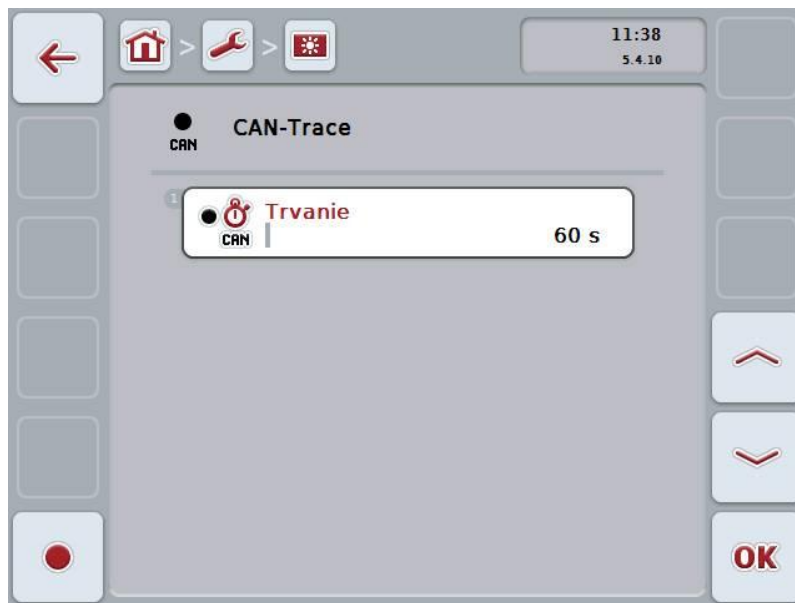 > >
11:38
5.4.10
CAN CAN-Trace
1
Trvanie
CAN 60 s
OK